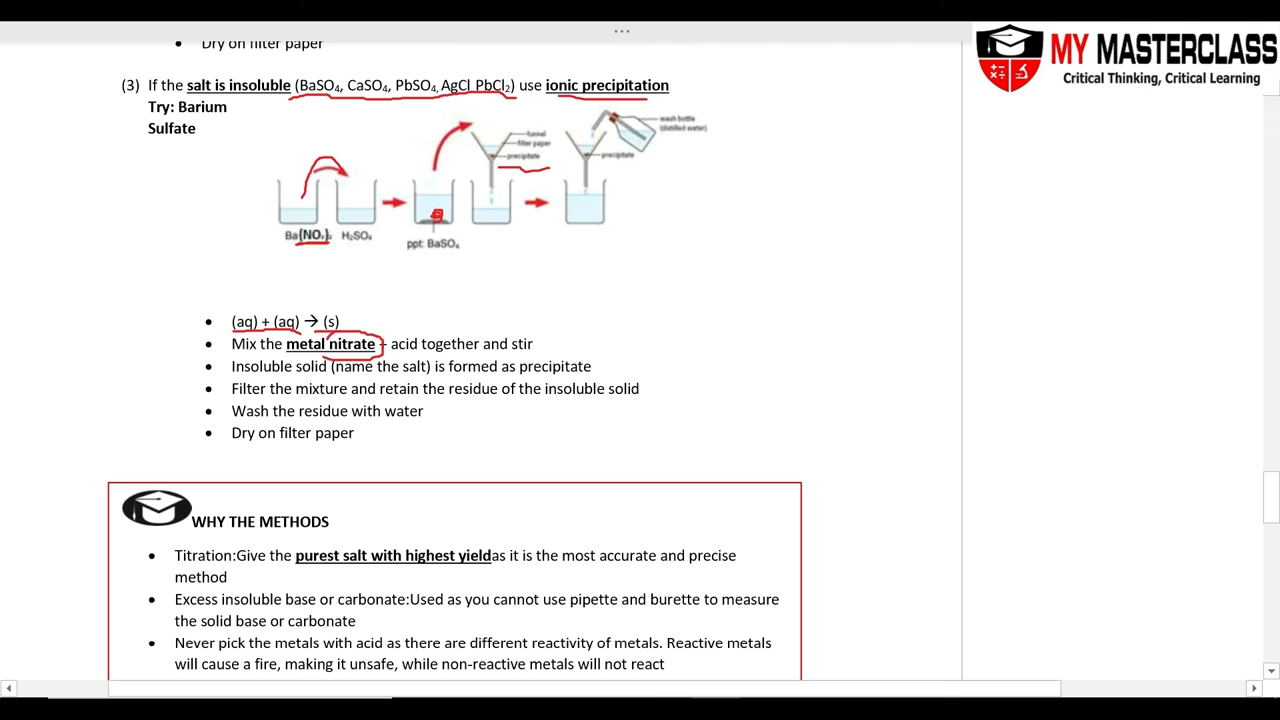 ...
Dry on filter paper
MY MASTERCLASS
Critical Thinking, Critical Learning
(3) If the salt is insoluble (BaSO₄, CaSO₄, PbSO₄, AgCl PbCl₂) use ionic precipitation
Try: Barium
Sulfate
wash bottle
(distilled water)
funnel
filter paper
precipitate
precipitate
Ba(NO₃)₂ H₂SO₄
ppt: BaSO₄
• (aq) + (aq) → (s)
• Mix the metal nitrate + acid together and stir
• Insoluble solid (name the salt) is formed as precipitate
• Filter the mixture and retain the residue of the insoluble solid
• Wash the residue with water
• Dry on filter paper
WHY THE METHODS
• Titration:Give the purest salt with highest yieldas it is the most accurate and precise
method
• Excess insoluble base or carbonate:Used as you cannot use pipette and burette to measure
the solid base or carbonate
• Never pick the metals with acid as there are different reactivity of metals. Reactive metals
will cause a fire, making it unsafe, while non-reactive metals will not react